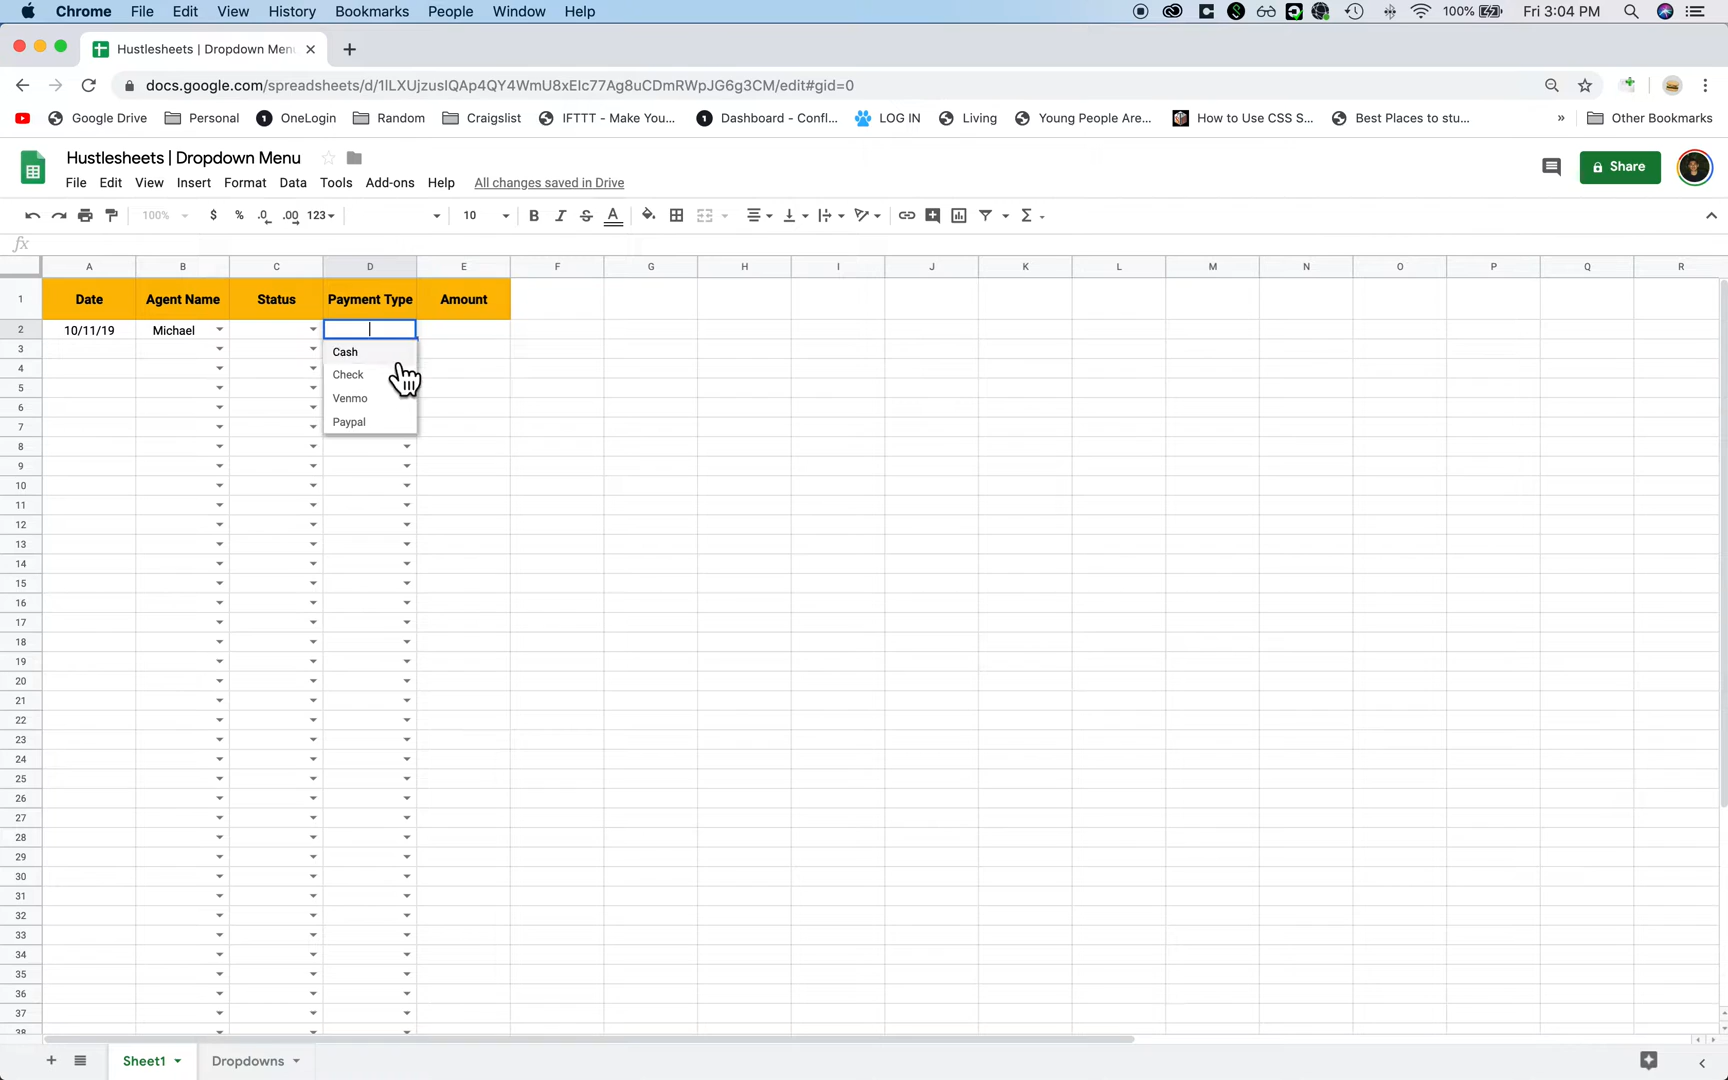 Chrome File Edit View History Bookmarks People Window Help 100% Fri 3:04 PM
Hustlesheets | Dropdown Menu
docs.google.com/spreadsheets/d/1lLXUjzuslQAp4QY4WmU8xElc77Ag8uCDmRWpJG6g3CM/edit#gid=0
Google Drive Personal OneLogin Random Craigslist IFTTT - Make You... Dashboard - Confl... LOG IN Living Young People Are... How to Use CSS S... Best Places to stu... » Other Bookmarks
Hustlesheets | Dropdown Menu
File Edit View Insert Format Data Tools Add-ons Help All changes saved in Drive
Share
100% $ % .0 .00 123 10 B I S A Σ
fx
A B C D E F G H I J K L M N O P Q R
1 Date Agent Name Status Payment Type Amount
2 10/11/19 Michael
3 Cash
4 Check
5 Venmo
6 Paypal
7
8
9
10
11
12
13
14
15
16
17
18
19
20
21
22
23
24
25
26
27
28
29
30
31
32
33
34
35
36
37
38
+ Sheet1 Dropdowns